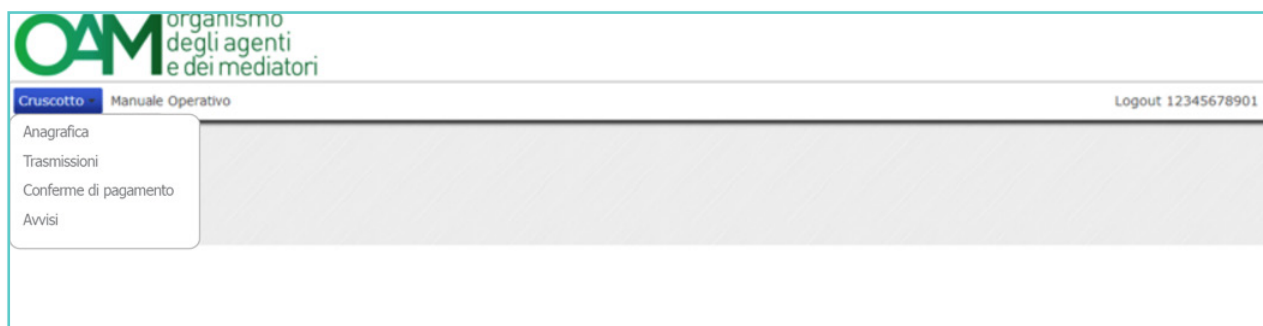 OAM organismo
degli agenti
e dei mediatori
Cruscotto Manuale Operativo Logout 12345678901
Anagrafica
Trasmissioni
Conferme di pagamento
Avvisi